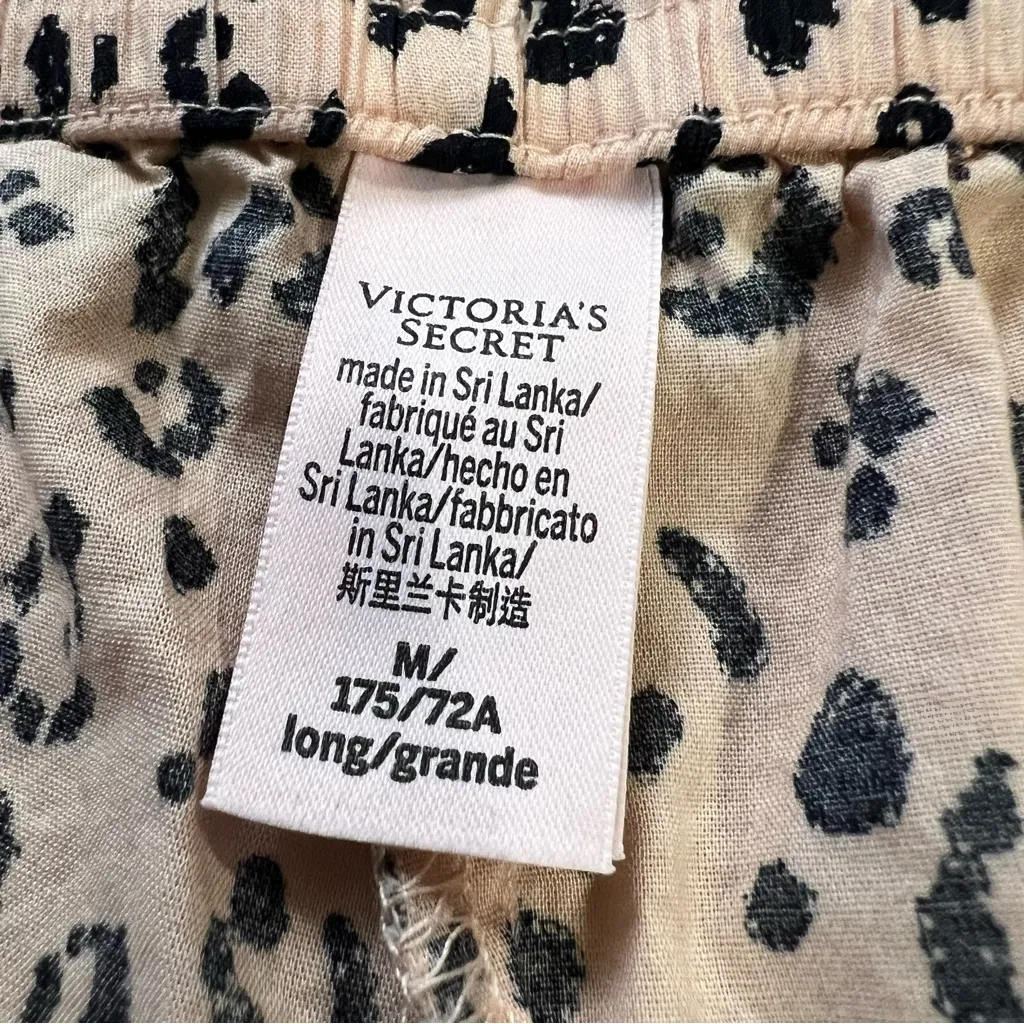 VICTORIA'S
SECRET
made in Sri Lanka/
fabriqué au Sri
Lanka/hecho en
Sri Lanka/fabbricato
in Sri Lanka/
斯里兰卡制造
M/
175/72A
long/grande